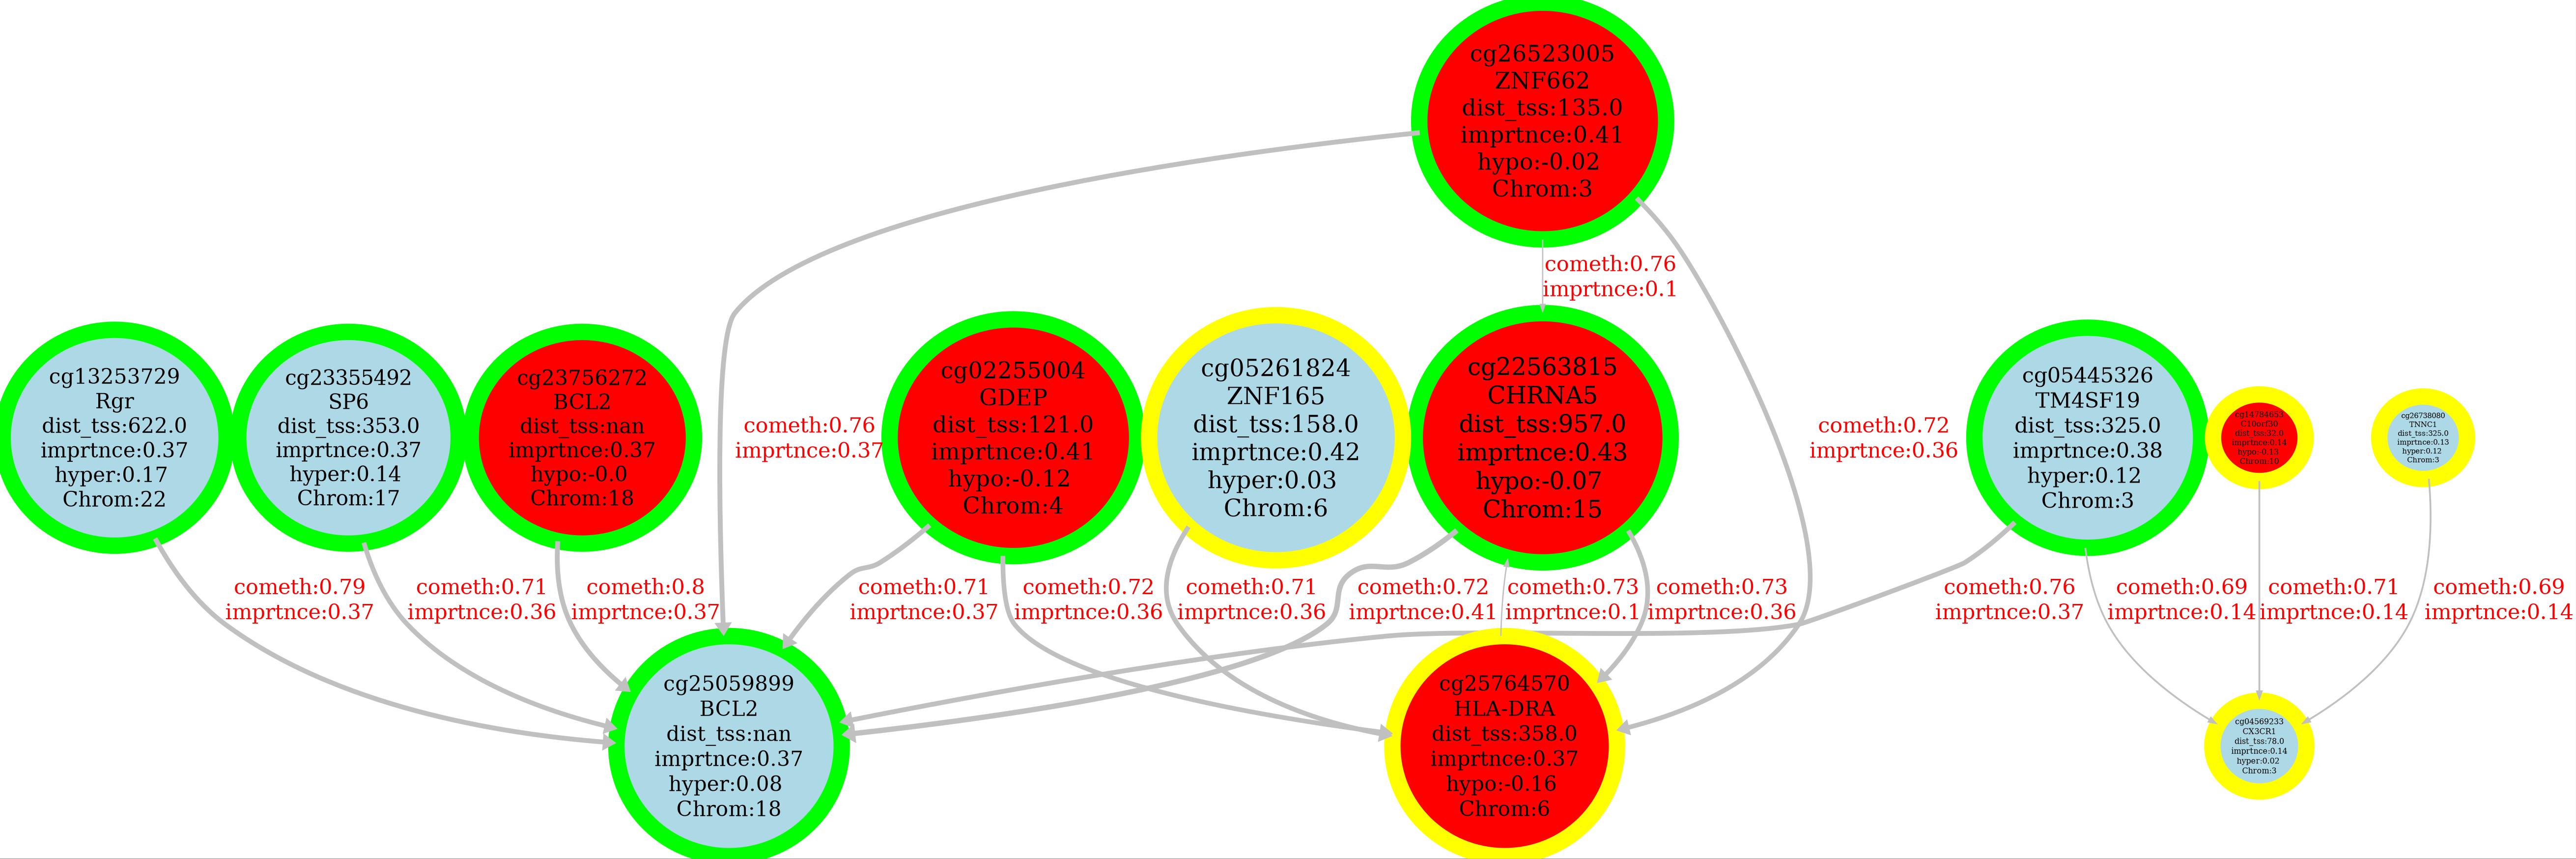 cg26523005
ZNF662
dist_tss:135.0
imprtnce:0.41
hypo:-0.02
Chrom:3
cometh:0.76
imprtnce:0.1
cg13253729
Rgr
dist_tss:622.0
imprtnce:0.37
hyper:0.17
Chrom:22
cg23355492
SP6
dist_tss:353.0
imprtnce:0.37
hyper:0.14
Chrom:17
cg23756272
BCL2
dist_tss:nan
imprtnce:0.37
hypo:-0.0
Chrom:18
cometh:0.76
imprtnce:0.37
cg02255004
GDEP
dist_tss:121.0
imprtnce:0.41
hypo:-0.12
Chrom:4
cg05261824
ZNF165
dist_tss:158.0
imprtnce:0.42
hyper:0.03
Chrom:6
cg22563815
CHRNA5
dist_tss:957.0
imprtnce:0.43
hypo:-0.07
Chrom:15
cometh:0.72
imprtnce:0.36
cg05445326
TM4SF19
dist_tss:325.0
imprtnce:0.38
hyper:0.12
Chrom:3
cg14784653
C10orf30
dist_tss:32.0
imprtnce:0.14
hypo:-0.13
Chrom:10
cg26738080
TNNC1
dist_tss:325.0
imprtnce:0.13
hyper:0.12
Chrom:3
cometh:0.79
imprtnce:0.37
cometh:0.71
imprtnce:0.36
cometh:0.8
imprtnce:0.37
cometh:0.71
imprtnce:0.37
cometh:0.72
imprtnce:0.36
cometh:0.71
imprtnce:0.36
cometh:0.72
imprtnce:0.41
cometh:0.73
imprtnce:0.1
cometh:0.73
imprtnce:0.36
cometh:0.76
imprtnce:0.37
cometh:0.69
imprtnce:0.14
cometh:0.71
imprtnce:0.14
cometh:0.69
imprtnce:0.14
cg25059899
BCL2
dist_tss:nan
imprtnce:0.37
hyper:0.08
Chrom:18
cg25764570
HLA-DRA
dist_tss:358.0
imprtnce:0.37
hypo:-0.16
Chrom:6
cg04569233
CX3CR1
dist_tss:78.0
imprtnce:0.14
hyper:0.02
Chrom:3